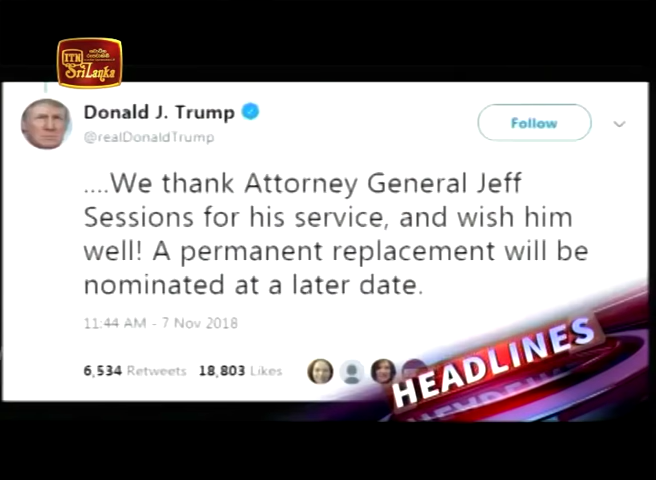 ITN
SriLanka
Donald J. Trump
@realDonaldTrump
Follow
....We thank Attorney General Jeff
Sessions for his service, and wish him
well! A permanent replacement will be
nominated at a later date.
11:44 AM - 7 Nov 2018
6,534 Retweets 18,803 Likes
HEADLINES